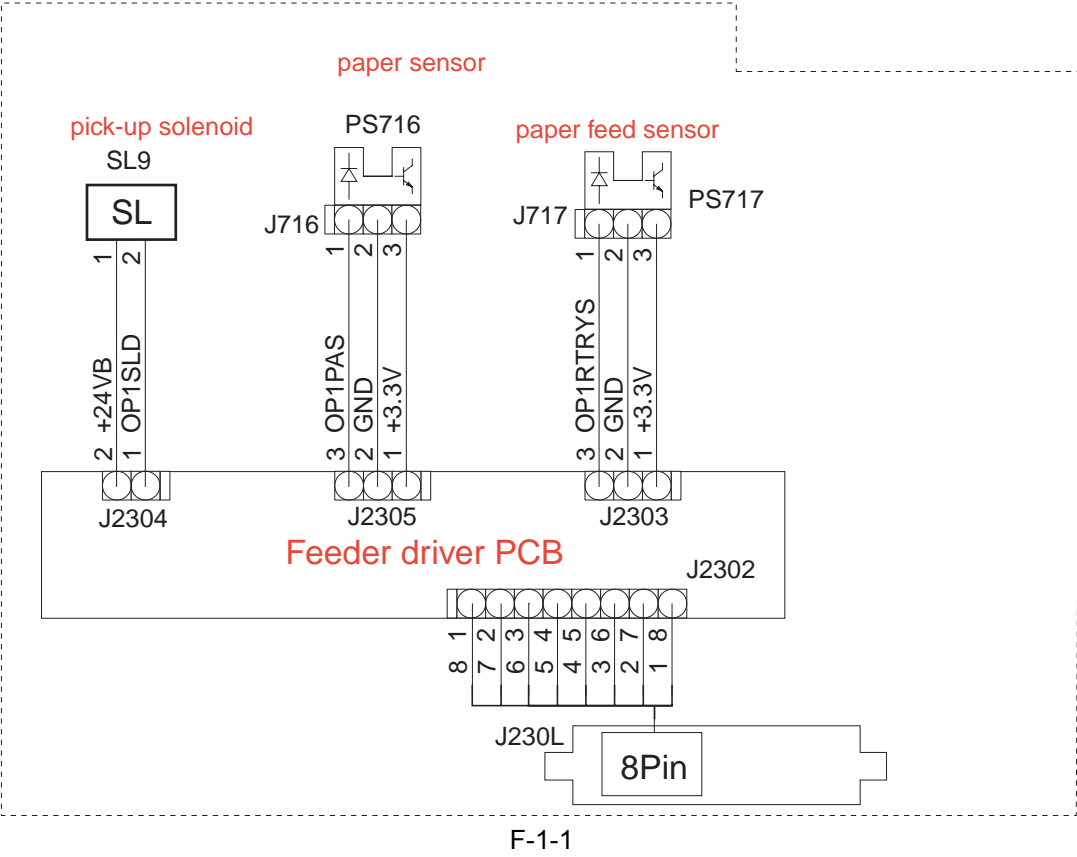 paper sensor
pick-up solenoid
PS716
paper feed sensor
SL9
SL
J716
J717
PS717
1 2
1 2 3
1 2 3
2 +24VB
1 OP1SLD
3 OP1PAS
2 GND
1 +3.3V
3 OP1RTRYS
2 GND
1 +3.3V
J2304
J2305
J2303
Feeder driver PCB
J2302
1 2 3 4 5 6 7 8
8 7 6 5 4 3 2 1
J230L
8Pin
F-1-1